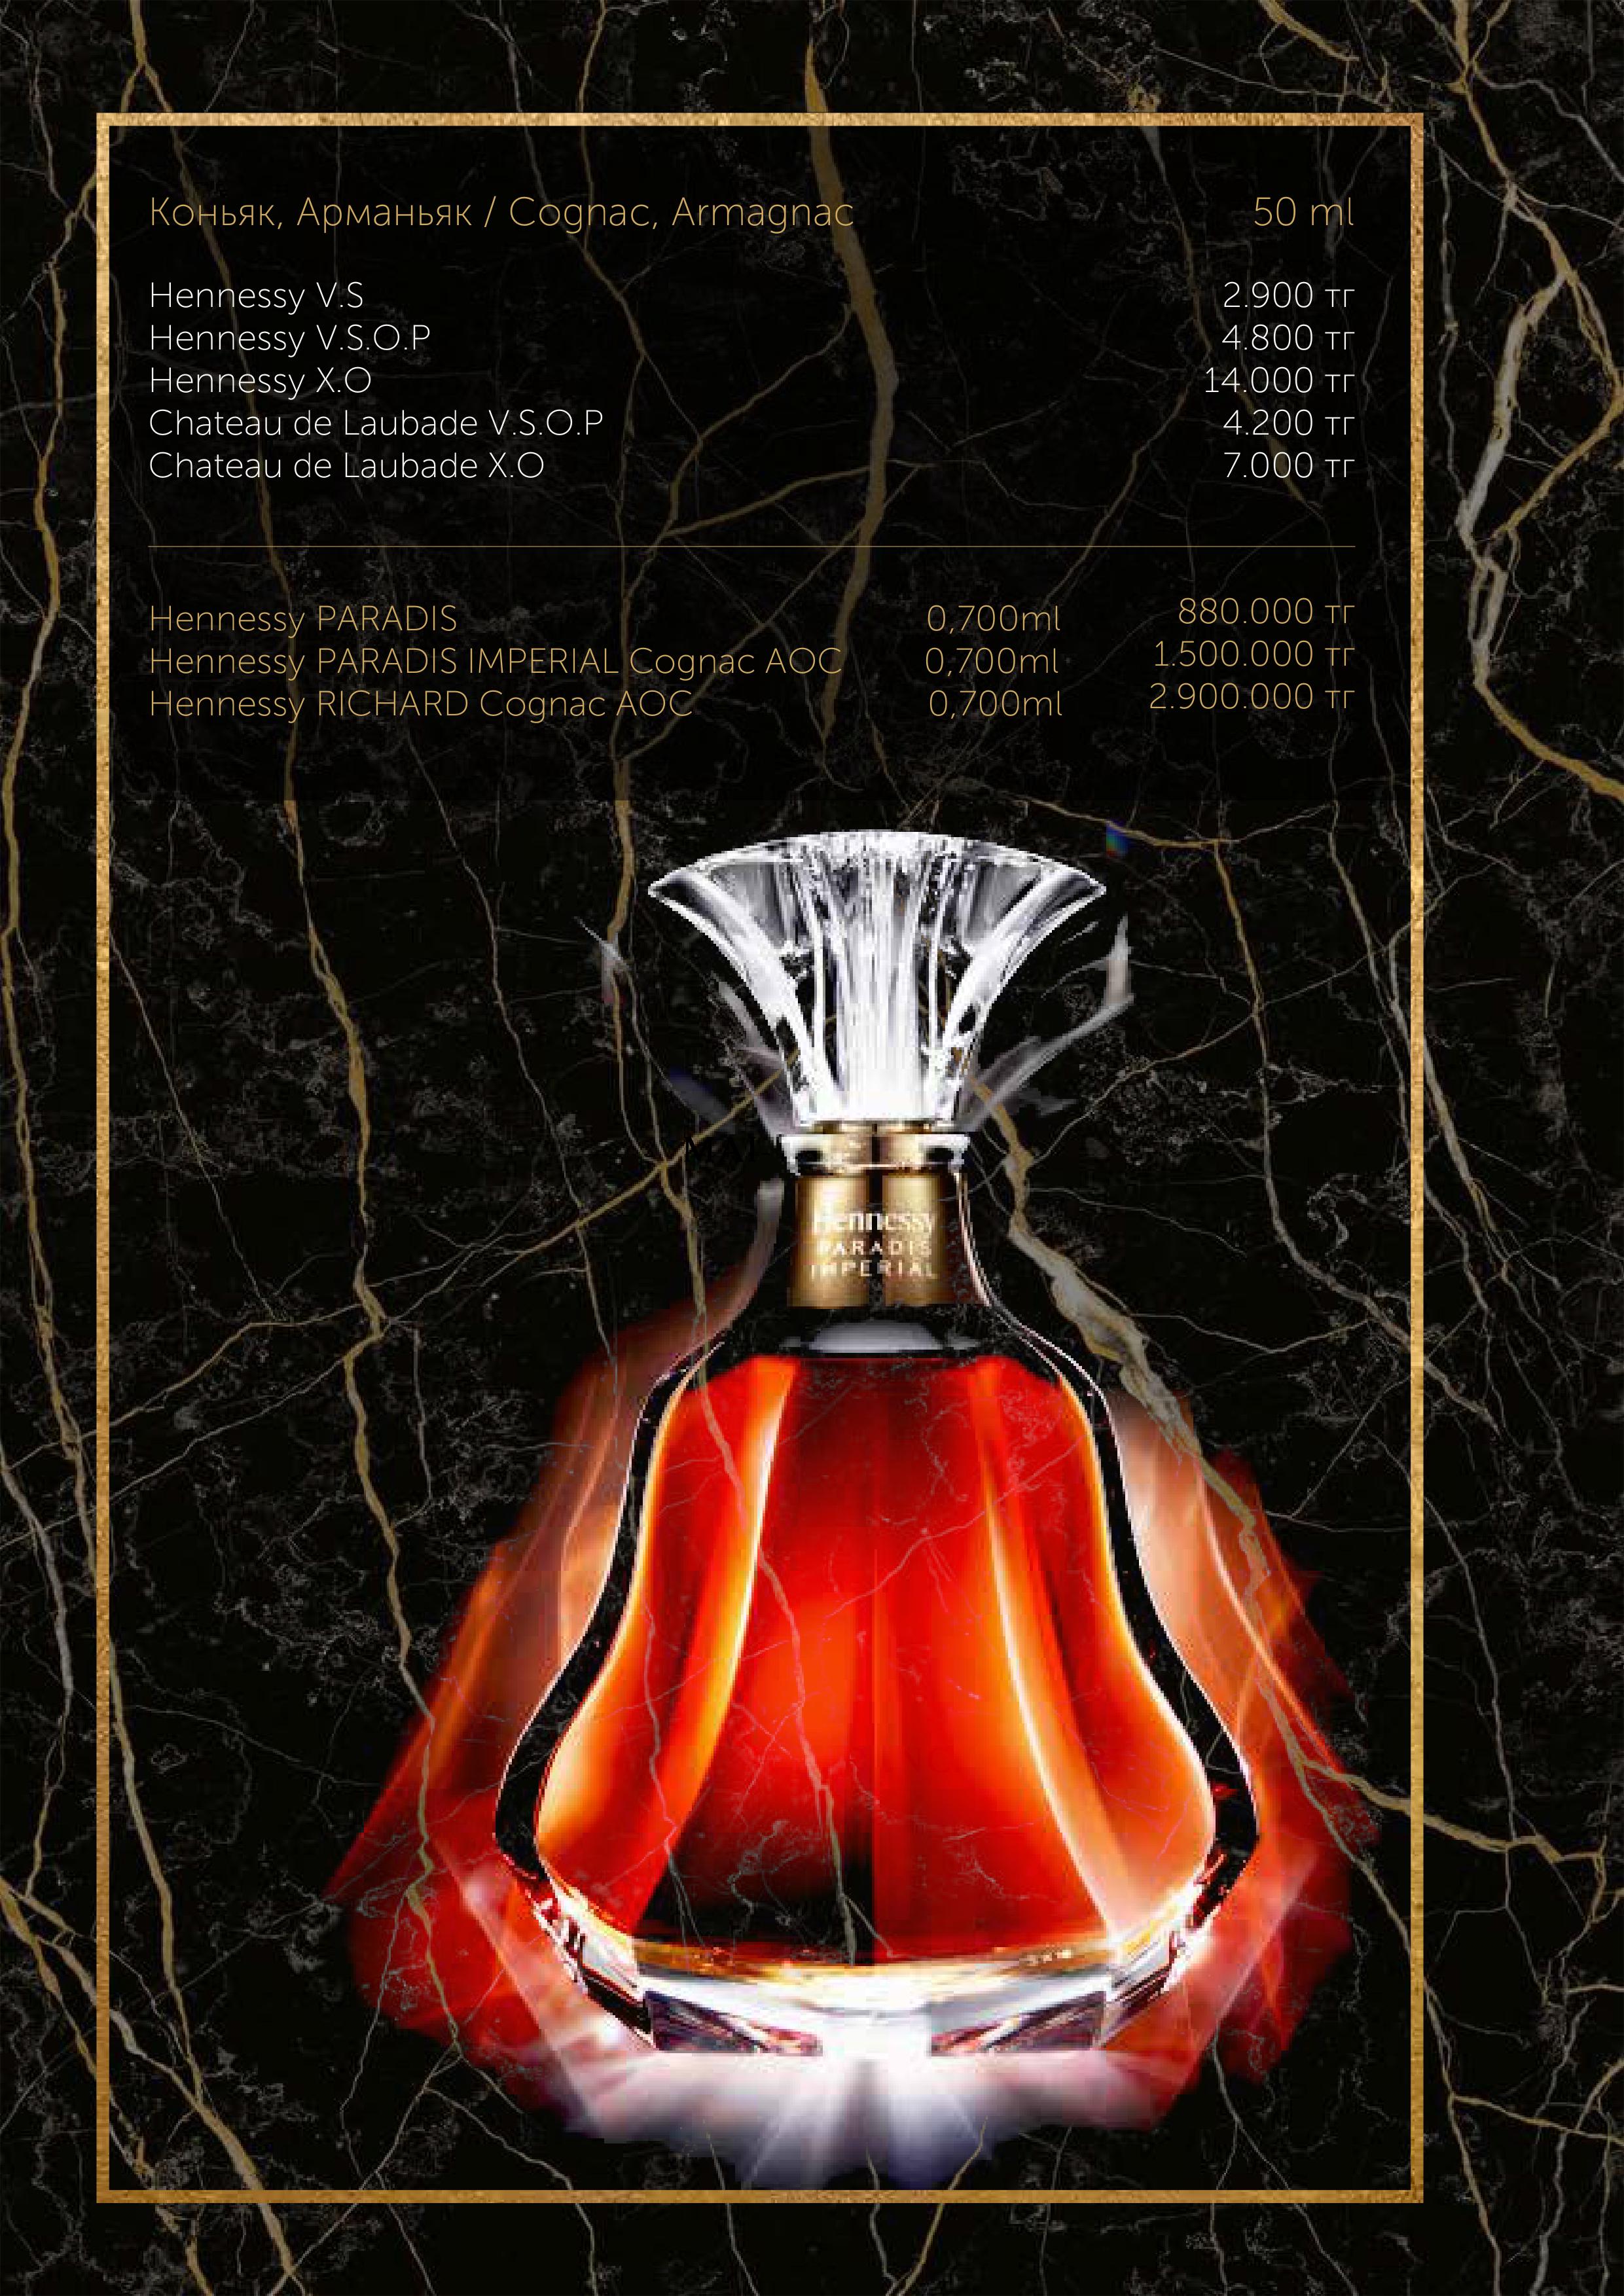 Коньяк, Арманьяк / Cognac, Armagnac 50 ml
Hennessy V.S 2.900 тг
Hennessy V.S.O.P 4.800 тг
Hennessy X.O 14.000 тг
Chateau de Laubade V.S.O.P 4.200 тг
Chateau de Laubade X.O 7.000 тг
Hennessy PARADIS 0,700ml 880.000 тг
Hennessy PARADIS IMPERIAL Cognac AOC 0,700ml 1.500.000 тг
Hennessy RICHARD Cognac AOC 0,700ml 2.900.000 тг
Hennessy
PARADIS
IMPERIAL